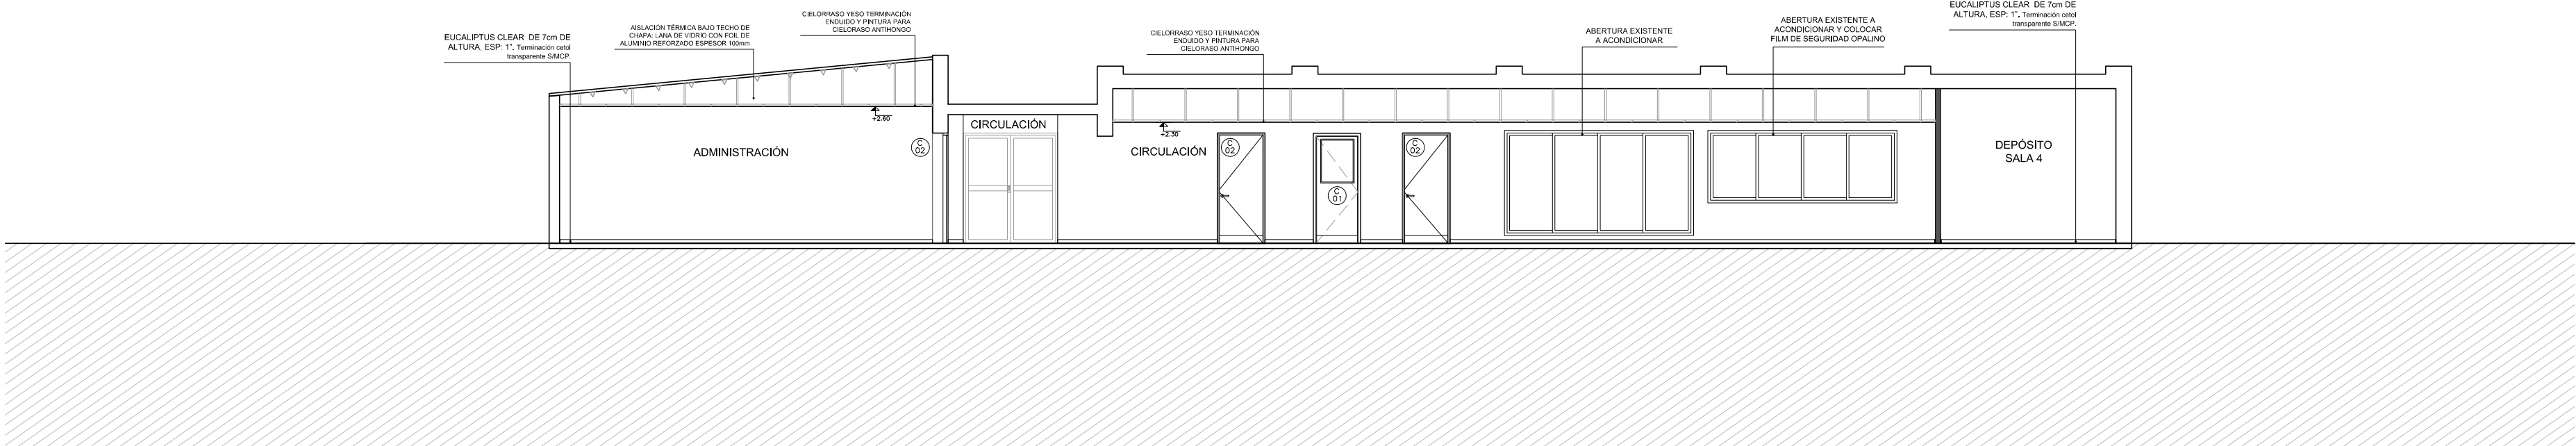 EUCALIPTUS CLEAR DE 7cm DE
ALTURA, ESP: 1". Terminación cetol
transparente S/MCP.
AISLACIÓN TÉRMICA BAJO TECHO DE
CHAPA: LANA DE VIDRIO CON FOIL DE
ALUMINIO REFORZADO ESPESOR 100mm
CIELORRASO YESO TERMINACIÓN
ENDUIDO Y PINTURA PARA
CIELORASO ANTIHONGO
CIELORRASO YESO TERMINACIÓN
ENDUIDO Y PINTURA PARA
CIELORASO ANTIHONGO
ABERTURA EXISTENTE
A ACONDICIONAR
ABERTURA EXISTENTE A
ACONDICIONAR Y COLOCAR
FILM DE SEGURIDAD OPALINO
EUCALIPTUS CLEAR DE 7cm DE
ALTURA, ESP: 1". Terminación cetol
transparente S/MCP.
+2.60
+2.30
ADMINISTRACIÓN
C
02
CIRCULACIÓN
CIRCULACIÓN
C
02
C
01
C
02
DEPÓSITO
SALA 4